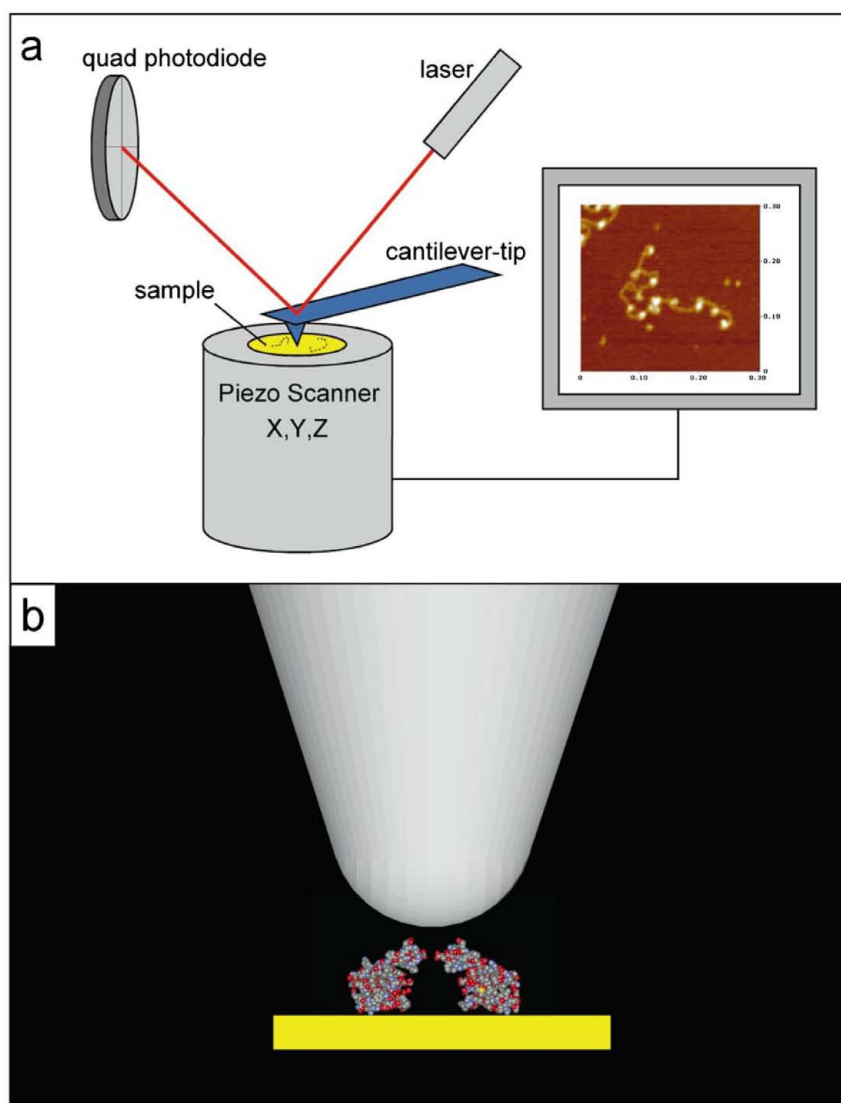 a
quad photodiode
laser
cantilever-tip
sample
Piezo Scanner
X,Y,Z
0.30
0.20
0.10
0
0
0.10
0.20
0.30
b